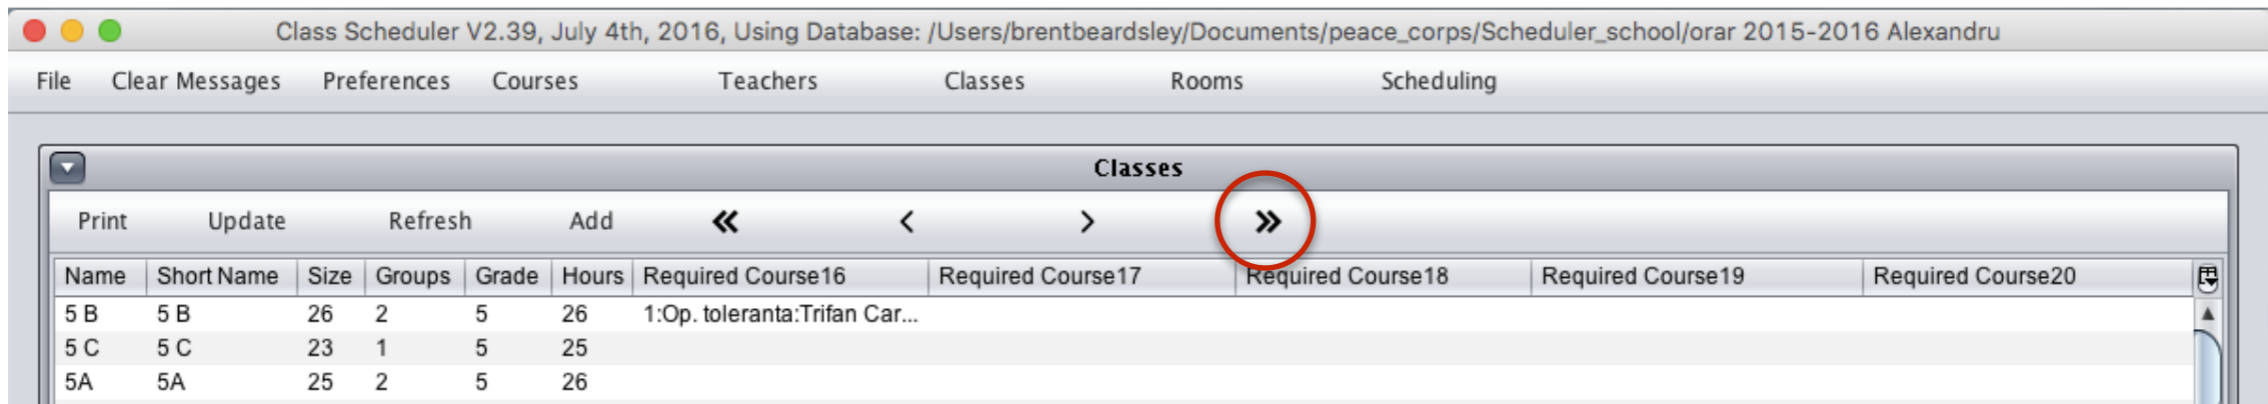 Class Scheduler V2.39, July 4th, 2016, Using Database: /Users/brentbeardsley/Documents/peace_corps/Scheduler_school/orar 2015-2016 Alexandru
File Clear Messages Preferences Courses Teachers Classes Rooms Scheduling
Classes
Print Update Refresh Add « < > »
Name Short Name Size Groups Grade Hours Required Course16 Required Course17 Required Course18 Required Course19 Required Course20
5 B 5 B 26 2 5 26 1:Op. toleranta:Trifan Car...
5 C 5 C 23 1 5 25
5A 5A 25 2 5 26